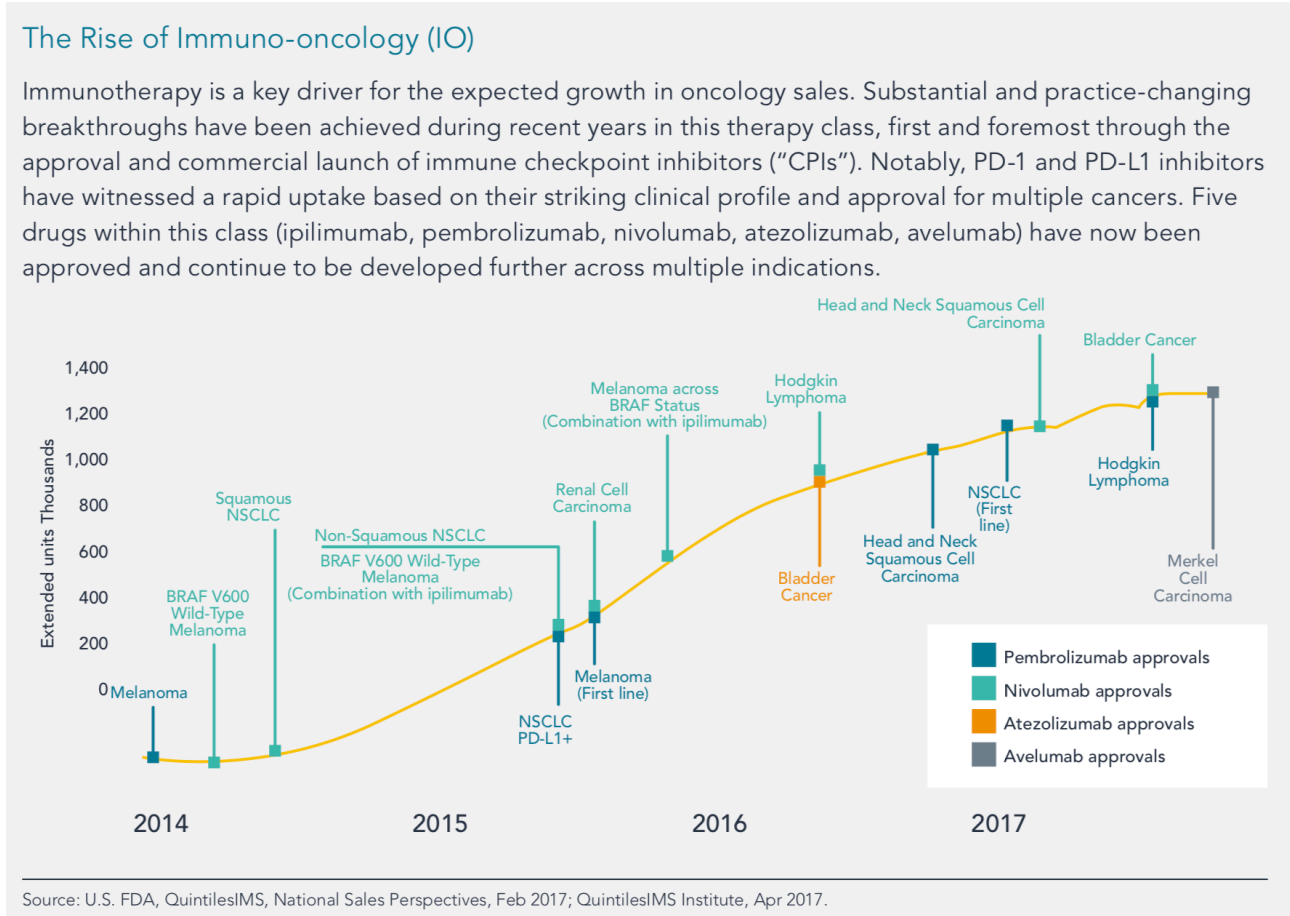 The Rise of Immuno-oncology (IO)
Immunotherapy is a key driver for the expected growth in oncology sales. Substantial and practice-changing
breakthroughs have been achieved during recent years in this therapy class, first and foremost through the
approval and commercial launch of immune checkpoint inhibitors (“CPIs”). Notably, PD-1 and PD-L1 inhibitors
have witnessed a rapid uptake based on their striking clinical profile and approval for multiple cancers. Five
drugs within this class (ipilimumab, pembrolizumab, nivolumab, atezolizumab, avelumab) have now been
approved and continue to be developed further across multiple indications.
Extended units Thousands
1,400
1,200
1,000
800
600
400
200
0
Melanoma
BRAF V600
Wild-Type
Melanoma
Squamous
NSCLC
Non-Squamous NSCLC
BRAF V600 Wild-Type
Melanoma
(Combination with ipilimumab)
NSCLC
PD-L1+
Renal Cell
Carcinoma
Melanoma
(First line)
Melanoma across
BRAF Status
(Combination with ipilimumab)
Hodgkin
Lymphoma
Bladder
Cancer
Head and Neck
Squamous Cell
Carcinoma
NSCLC
(First
line)
Head and Neck Squamous Cell
Carcinoma
Bladder Cancer
Hodgkin
Lymphoma
Merkel
Cell
Carcinoma
Pembrolizumab approvals
Nivolumab approvals
Atezolizumab approvals
Avelumab approvals
2014
2015
2016
2017
Source: U.S. FDA, QuintilesIMS, National Sales Perspectives, Feb 2017; QuintilesIMS Institute, Apr 2017.